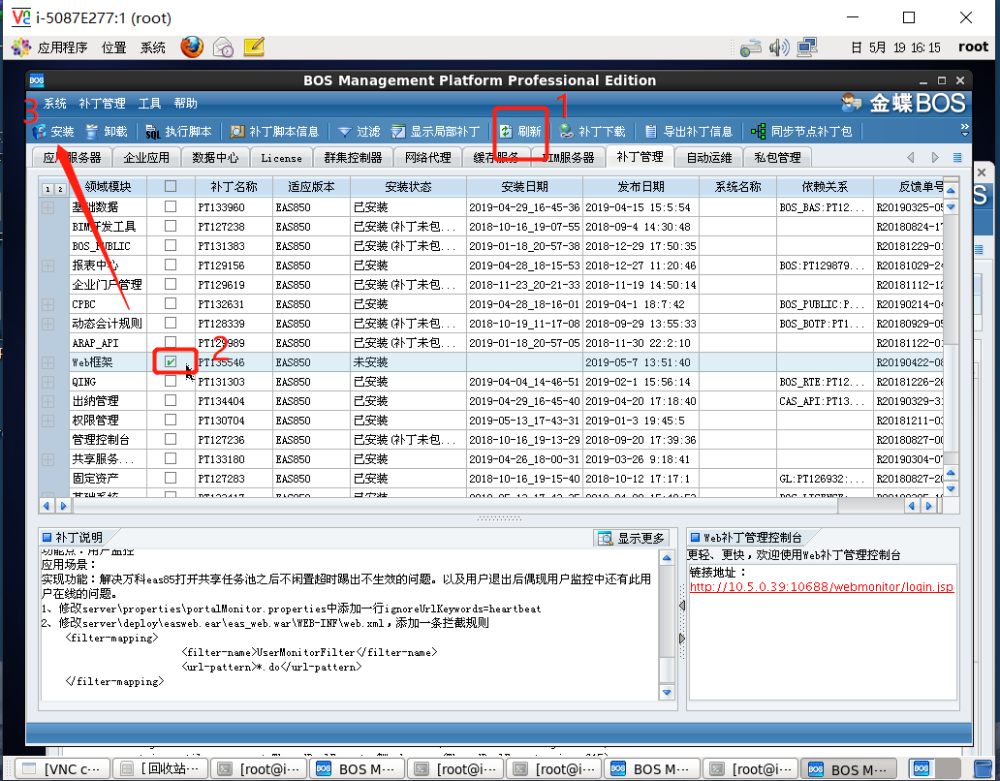 i-5087E277:1 (root)
应用程序 位置 系统 日 5月 19 16:15 root
BOS Management Platform Professional Edition
系统 补丁管理 工具 帮助 金蝶BOS
3 1
安装 卸载 执行脚本 补丁脚本信息 过滤 显示局部补丁 刷新 补丁下载 导出补丁信息 同步节点补丁包
企业应用 数据中心 License 群集控制器 网络代理 补丁管理 自动运维 私包管理
1 2 领域模块 补丁名称 适应版本 安装状态 安装日期 发布日期 系统名称 依赖关系 反馈单号
基础数据 PT133960 EAS850 已安装 2019-04-29_16-45-36 2019-04-15 15:5:54 BOS_BAS:PT12... R20190325-05
BIM开发工具 PT127238 EAS850 已安装(补丁未包... 2018-10-16_19-07-55 2018-09-4 14:30:48 R20180824-17
BOS_PUBLIC PT131383 EAS850 已安装(补丁未包... 2019-01-18_20-57-38 2018-12-29 17:50:35 R20181229-01
报表中心 PT129156 EAS850 已安装 2019-04-28_18-15-53 2018-12-27 11:20:46 BOS:PT129879... R20181029-24
企业门户管理 PT129619 EAS850 已安装(补丁未包... 2018-11-23_20-21-33 2018-11-19 14:50:14 R20181112-12
CPBC PT132631 EAS850 已安装 2019-04-28_18-16-01 2019-04-1 18:7:42 BOS_PUBLIC:P... R20190214-04
动态会计规则 PT128339 EAS850 已安装 2018-10-19_11-17-08 2018-09-29 13:55:33 BOS_BOTP:PT1... R20180929-05
ARAP_API PT129989 EAS850 已安装(补丁未包... 2019-01-18_20-57-05 2018-11-30 22:2:10 R20181122-01
Web框架 PT135546 EAS850 未安装 2019-05-7 13:51:40 R20190422-08
2
QING PT131303 EAS850 已安装 2019-04-04_14-46-51 2019-02-1 15:56:14 BOS_RTE:PT12... R20181226-26
出纳管理 PT134404 EAS850 已安装 2019-04-29_16-45-40 2019-04-20 17:18:40 CAS_API:PT13... R20190329-31
权限管理 PT130704 EAS850 已安装 2019-05-13_17-43-31 2019-01-3 19:45:5 R20181211-03
管理控制台 PT127236 EAS850 已安装(补丁未包... 2018-10-16_19-13-29 2018-09-20 17:39:36 R20180827-00
共享服务... PT133180 EAS850 已安装 2019-04-26_18-00-31 2019-03-26 9:18:41 R20190304-07
固定资产 PT127283 EAS850 已安装 2018-10-16_19-15-40 2018-10-12 17:17:1 GL:PT126932:... R20180827-20
补丁说明 显示更多 Web补丁管理控制台
功能点：用户监控
应用场景：
实现功能：解决万科eas85打开共享任务池之后不闲置超时踢出不生效的问题。以及用户退出后偶现用户监控中还有此用
户在线的问题。
1、修改server\properties\portalMonitor.properties中添加一行ignoreUrlKeywords=heartbeat
2、修改server\deploy\easweb.ear\eas_web.war\WEB-INF\web.xml，添加一条拦截规则
<filter-mapping>
<filter-name>UserMonitorFilter</filter-name>
<url-pattern>*.do</url-pattern>
</filter-mapping>
更轻、更快，欢迎使用Web补丁管理控制台
链接地址：
http://10.5.0.39:10688/webmonitor/login.jsp
[VNC c⋯ [回收站⋯ [root@i⋯ BOS M⋯ [root@i⋯ [root@i⋯ BOS M⋯ [root@i⋯ BOS M⋯